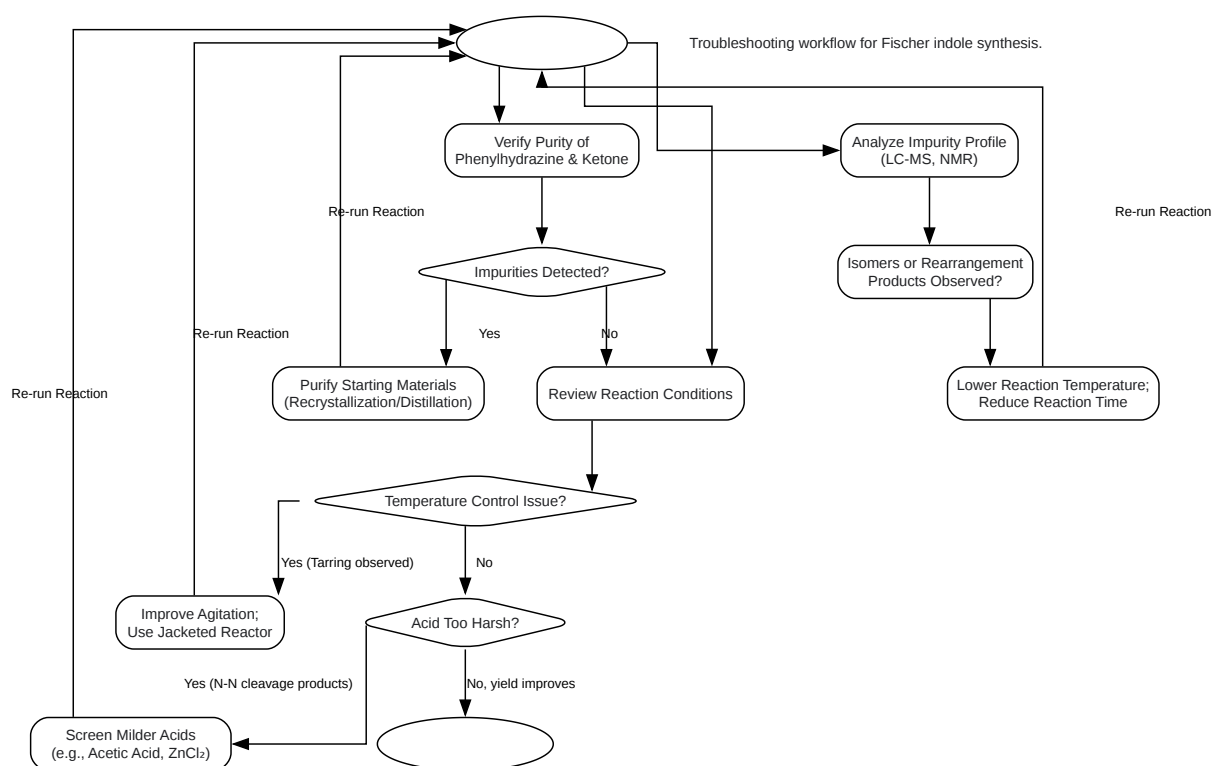 Troubleshooting workflow for Fischer indole synthesis.
Verify Purity of
Phenylhydrazine & Ketone
Analyze Impurity Profile
(LC-MS, NMR)
Re-run Reaction
Re-run Reaction
Impurities Detected?
Isomers or Rearrangement
Products Observed?
Re-run Reaction
Yes
No
Re-run Reaction
Purify Starting Materials
(Recrystallization/Distillation)
Review Reaction Conditions
Lower Reaction Temperature;
Reduce Reaction Time
Temperature Control Issue?
Yes (Tarring observed)
No
Improve Agitation;
Use Jacketed Reactor
Acid Too Harsh?
Yes (N-N cleavage products)
No, yield improves
Screen Milder Acids
(e.g., Acetic Acid, ZnCl₂)